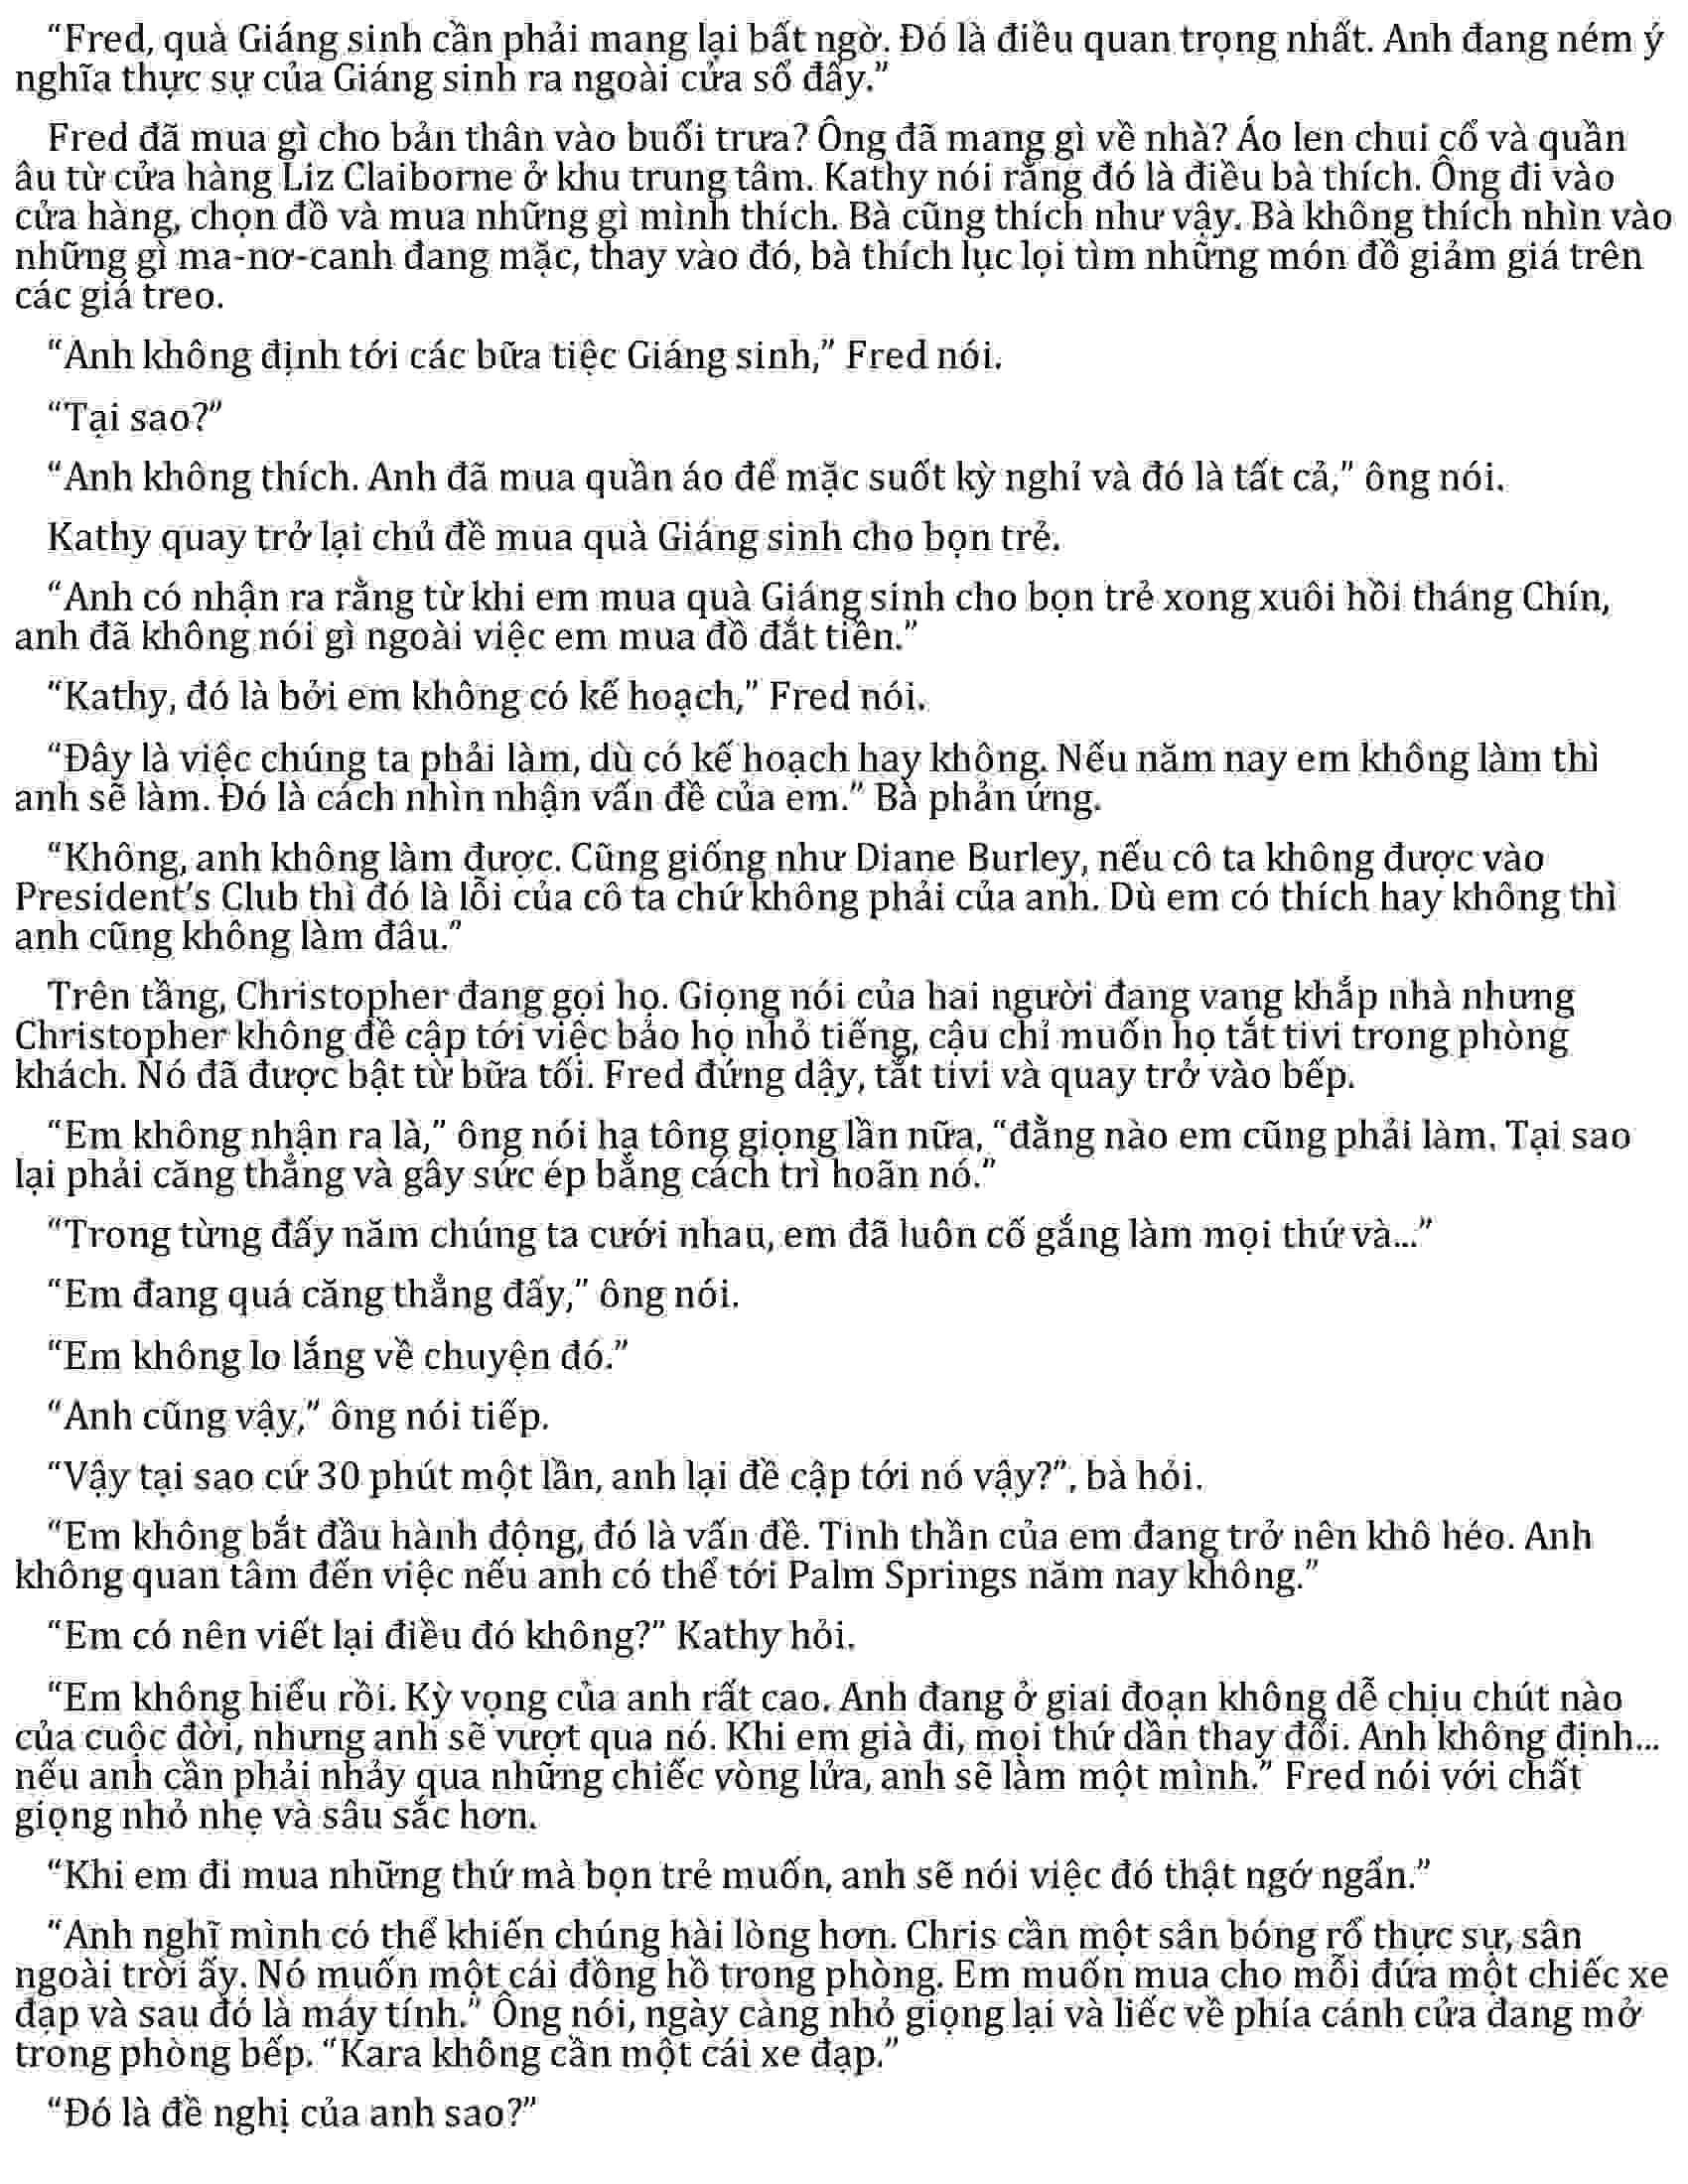 “Fred, quà Giáng sinh cần phải mang lại bất ngờ. Đó là điều quan trọng nhất. Anh đang ném ý
nghĩa thực sự của Giáng sinh ra ngoài cửa sổ đấy.”
Fred đã mua gì cho bản thân vào buổi trưa? Ông đã mang gì về nhà? Áo len chui cổ và quần
âu từ cửa hàng Liz Claiborne ở khu trung tâm. Kathy nói rằng đó là điều bà thích. Ông đi vào
cửa hàng, chọn đồ và mua những gì mình thích. Bà cũng thích như vậy. Bà không thích nhìn vào
những gì ma-nơ-canh đang mặc, thay vào đó, bà thích lục lọi tìm những món đồ giảm giá trên
các giá treo.
“Anh không định tới các bữa tiệc Giáng sinh,” Fred nói.
“Tại sao?”
“Anh không thích. Anh đã mua quần áo để mặc suốt kỳ nghỉ và đó là tất cả,” ông nói.
Kathy quay trở lại chủ đề mua quà Giáng sinh cho bọn trẻ.
“Anh có nhận ra rằng từ khi em mua quà Giáng sinh cho bọn trẻ xong xuôi hồi tháng Chín,
anh đã không nói gì ngoài việc em mua đồ đắt tiền.”
“Kathy, đó là bởi em không có kế hoạch,” Fred nói.
“Đây là việc chúng ta phải làm, dù có kế hoạch hay không. Nếu năm nay em không làm thì
anh sẽ làm. Đó là cách nhìn nhận vấn đề của em.” Bà phản ứng.
“Không, anh không làm được. Cũng giống như Diane Burley, nếu cô ta không được vào
President’s Club thì đó là lỗi của cô ta chứ không phải của anh. Dù em có thích hay không thì
anh cũng không làm đâu.”
Trên tầng, Christopher đang gọi họ. Giọng nói của hai người đang vang khắp nhà nhưng
Christopher không đề cập tới việc bảo họ nhỏ tiếng, cậu chỉ muốn họ tắt tivi trong phòng
khách. Nó đã được bật từ bữa tối. Fred đứng dậy, tắt tivi và quay trở vào bếp.
“Em không nhận ra là,” ông nói hạ tông giọng lần nữa, “đằng nào em cũng phải làm. Tại sao
lại phải căng thẳng và gây sức ép bằng cách trì hoãn nó.”
“Trong từng đấy năm chúng ta cưới nhau, em đã luôn cố gắng làm mọi thứ và...”
“Em đang quá căng thẳng đấy,” ông nói.
“Em không lo lắng về chuyện đó.”
“Anh cũng vậy,” ông nói tiếp.
“Vậy tại sao cứ 30 phút một lần, anh lại đề cập tới nó vậy?”, bà hỏi.
“Em không bắt đầu hành động, đó là vấn đề. Tinh thần của em đang trở nên khô héo. Anh
không quan tâm đến việc nếu anh có thể tới Palm Springs năm nay không.”
“Em có nên viết lại điều đó không?” Kathy hỏi.
“Em không hiểu rồi. Kỳ vọng của anh rất cao. Anh đang ở giai đoạn không dễ chịu chút nào
của cuộc đời, nhưng anh sẽ vượt qua nó. Khi em già đi, mọi thứ dần thay đổi. Anh không định...
nếu anh cần phải nhảy qua những chiếc vòng lửa, anh sẽ làm một mình.” Fred nói với chất
giọng nhỏ nhẹ và sâu sắc hơn.
“Khi em đi mua những thứ mà bọn trẻ muốn, anh sẽ nói việc đó thật ngớ ngẩn.”
“Anh nghĩ mình có thể khiến chúng hài lòng hơn. Chris cần một sân bóng rổ thực sự, sân
ngoài trời ấy. Nó muốn một cái đồng hồ trong phòng. Em muốn mua cho mỗi đứa một chiếc xe
đạp và sau đó là máy tính.” Ông nói, ngày càng nhỏ giọng lại và liếc về phía cánh cửa đang mở
trong phòng bếp. “Kara không cần một cái xe đạp.”
“Đó là đề nghị của anh sao?”